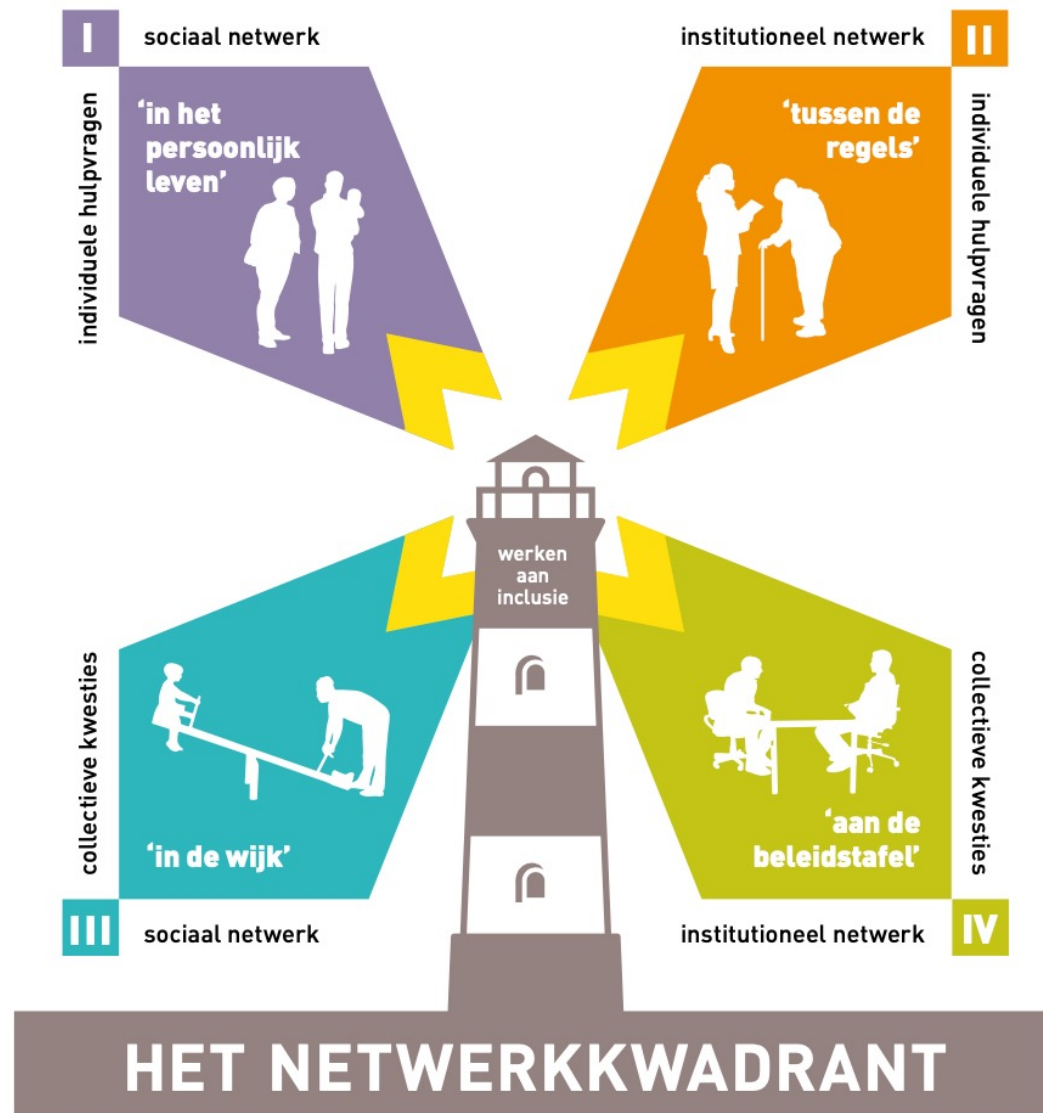 I
sociaal netwerk
individuele hulpvragen
‘in het
persoonlijk
leven’
institutioneel netwerk
II
individuele hulpvragen
‘tussen de
regels’
werken
aan
inclusie
collectieve kwesties
‘in de wijk’
III
sociaal netwerk
collectieve kwesties
‘aan de
beleidstafel’
institutioneel netwerk
IV
HET NETWERKKWADRANT